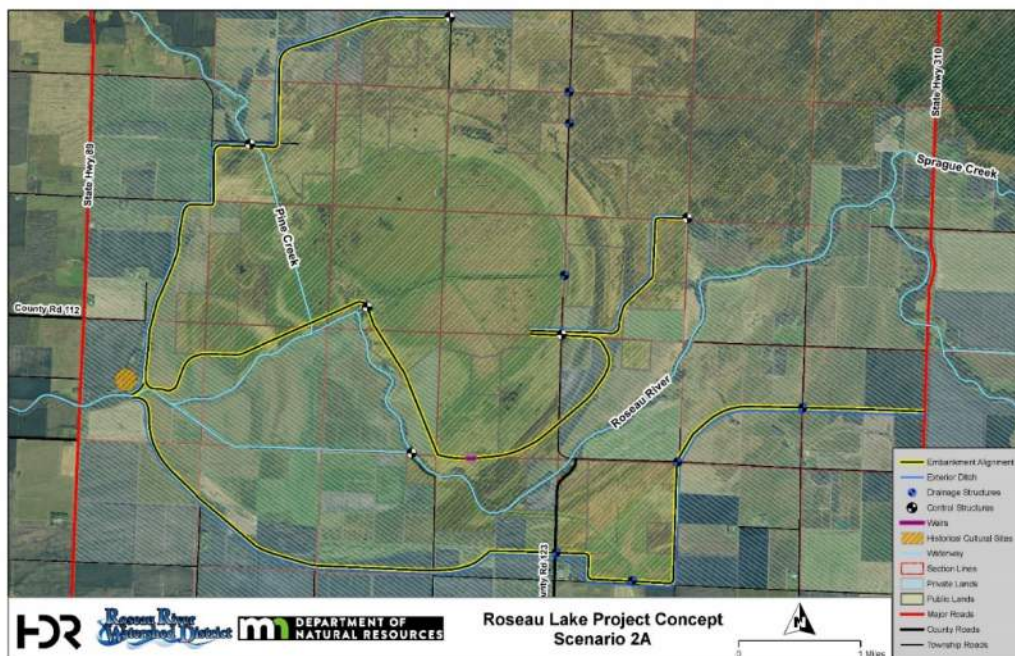 State Hwy 89
State Hwy 310
Sprague Creek
Pine Creek
County Rd 112
Roseau River
unty Rd 123
Embankment Alignment
Exterior Ditch
Drainage Structures
Control Structures
Weirs
Historical Cultural Sites
Waterway
Section Lines
Private Lands
Public Lands
Major Roads
County Roads
Township Roads
HDR
Roseau River
Watershed District
DEPARTMENT OF
NATURAL RESOURCES
Roseau Lake Project Concept
Scenario 2A
N
0 1 Miles